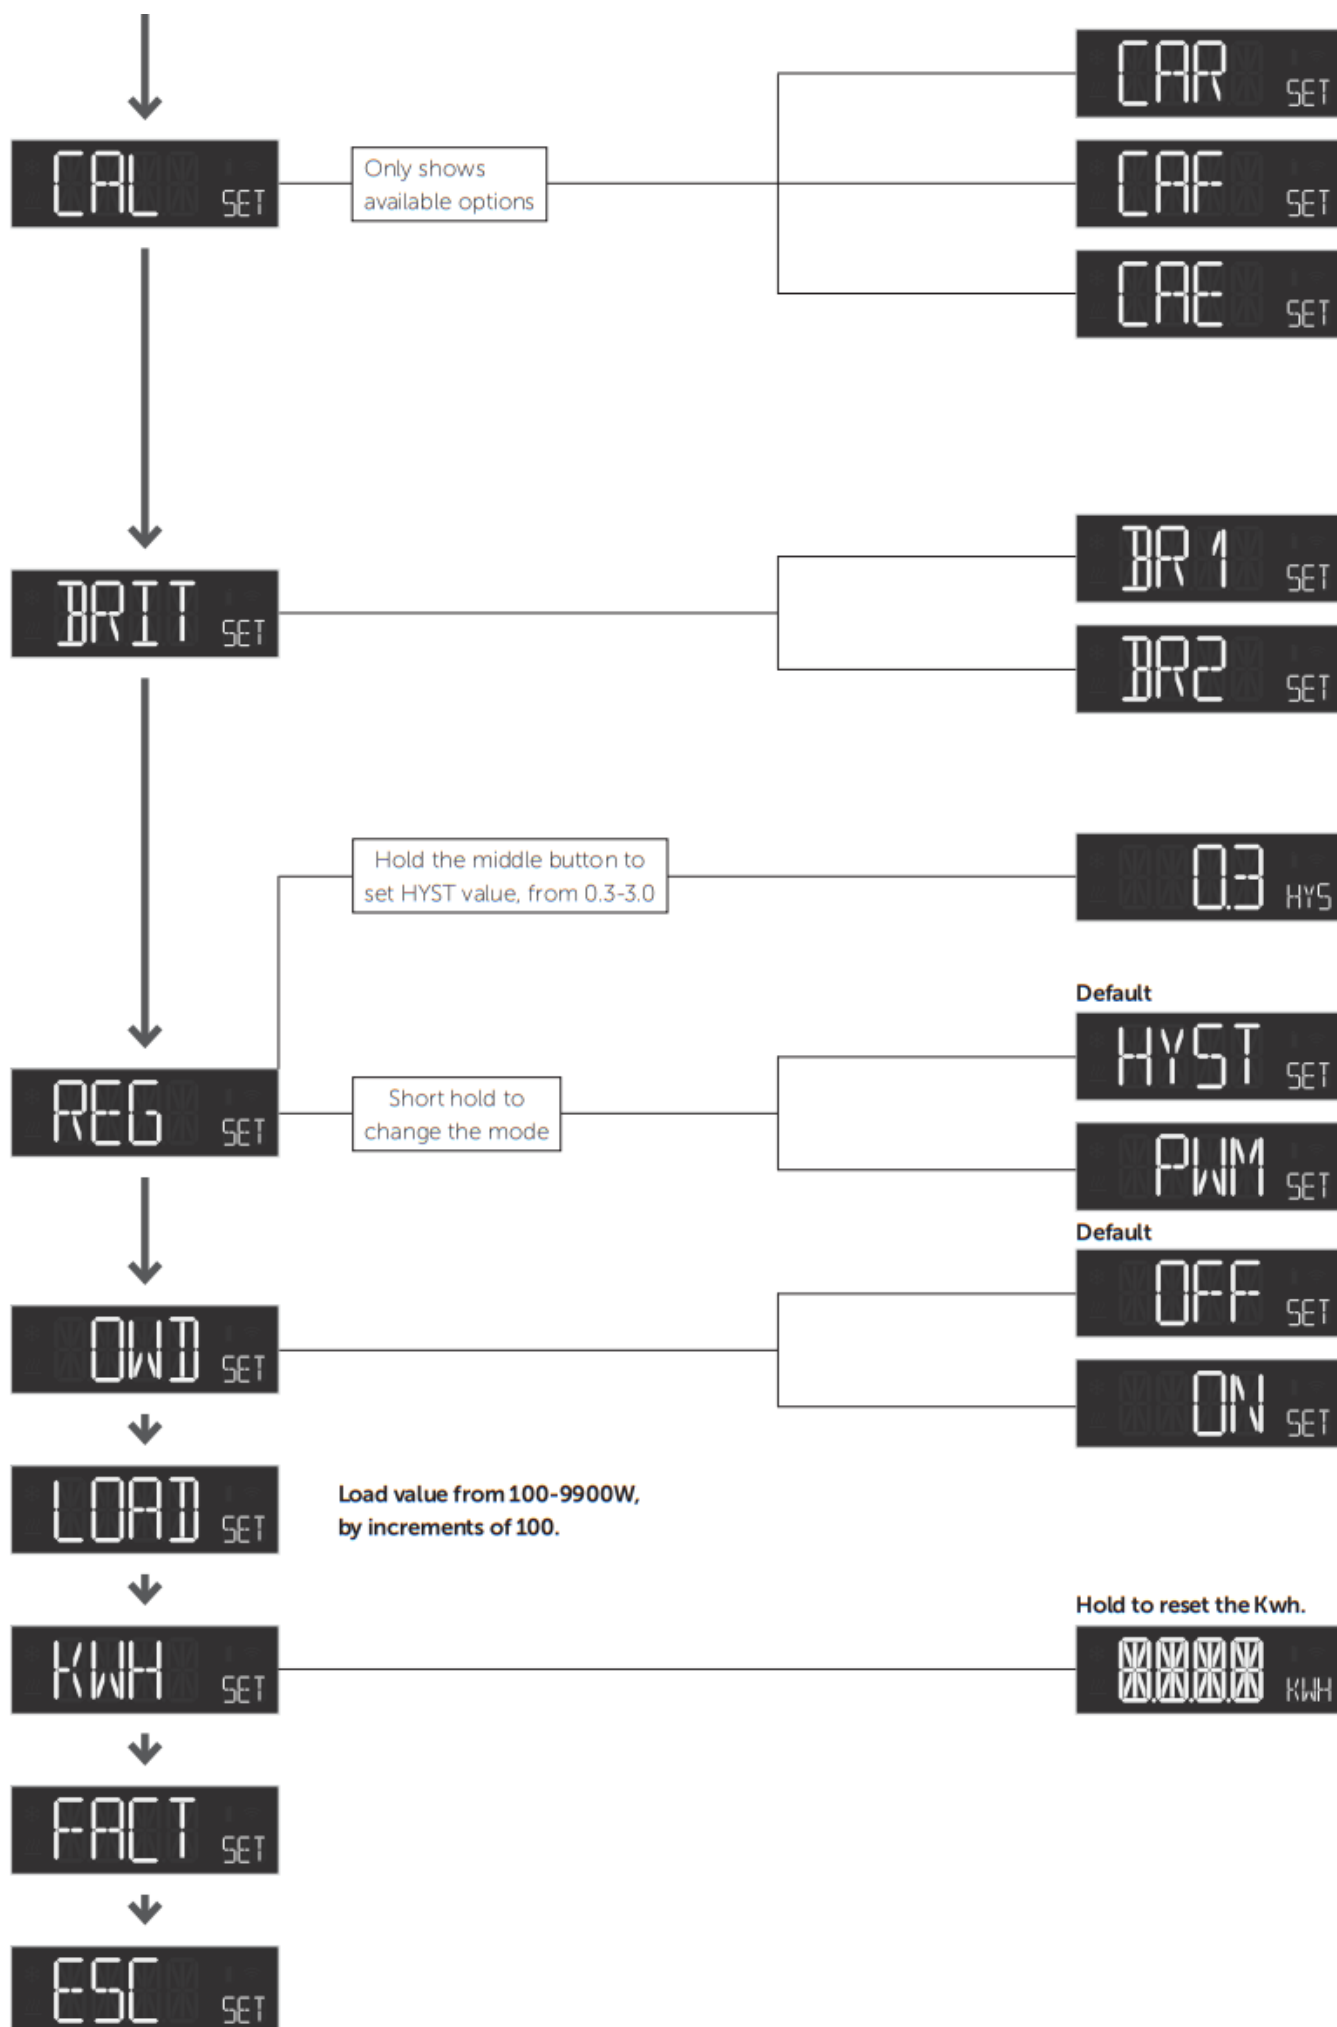 CAR SET
CAL SET
Only shows
available options
CAF SET
CAE SET
BR1 SET
BRIT SET
BR2 SET
Hold the middle button to
set HYST value, from 0.3-3.0
0.3 HYS
Default
HYST SET
REG SET
Short hold to
change the mode
PWM SET
Default
OFF SET
OWD SET
ON SET
LOAD SET
Load value from 100-9900W,
by increments of 100.
Hold to reset the Kwh.
KWH SET
KWH
FACT SET
ESC SET